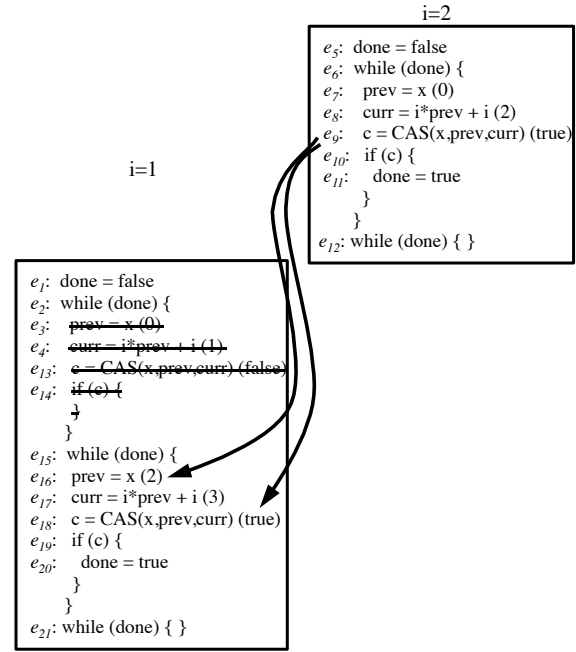 i=2
e5: done = false
e6: while (done) {
e7: prev = x (0)
e8: curr = i*prev + i (2)
e9: c = CAS(x,prev,curr) (true)
e10: if (c) {
e11: done = true
}
}
e12: while (done) { }
i=1
e1: done = false
e2: while (done) {
e3: prev = x (0)
e4: curr = i*prev + i (1)
e13: c = CAS(x,prev,curr) (false)
e14: if (c) {
}
}
e15: while (done) {
e16: prev = x (2)
e17: curr = i*prev + i (3)
e18: c = CAS(x,prev,curr) (true)
e19: if (c) {
e20: done = true
}
}
e21: while (done) { }